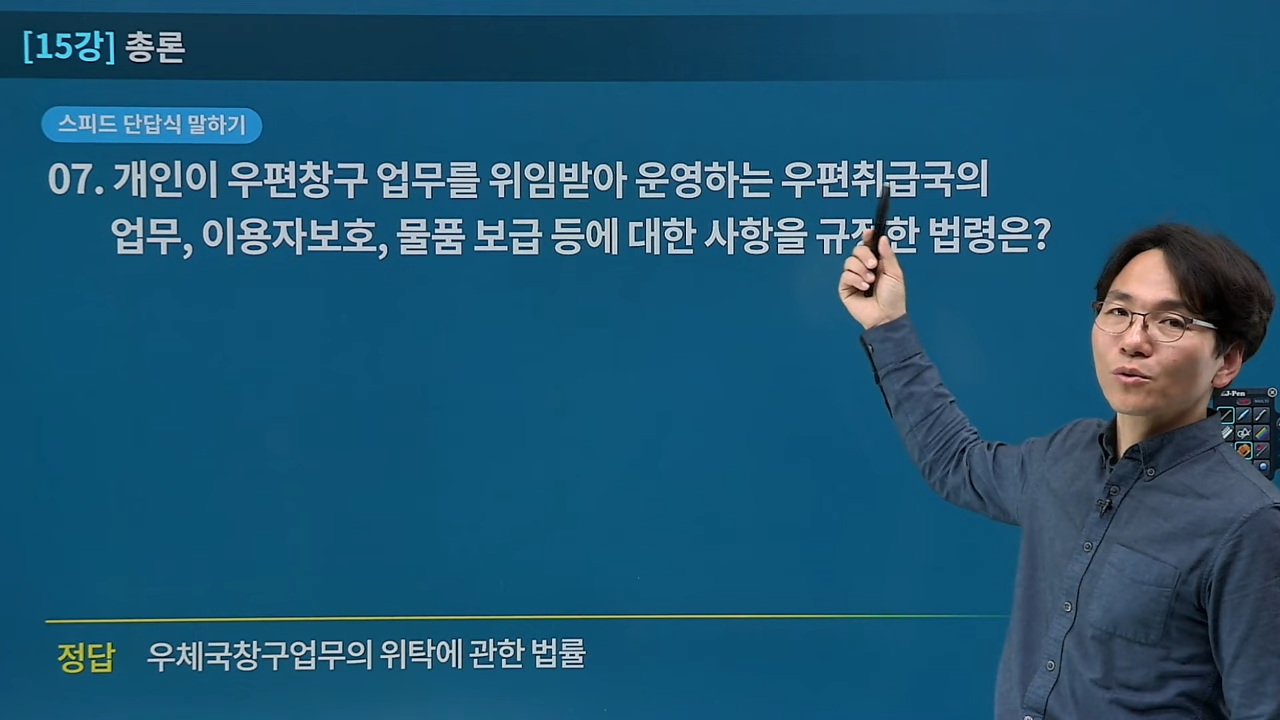 [15강] 총론
스피드 단답식 말하기
07. 개인이 우편창구 업무를 위임받아 운영하는 우편취급국의
업무, 이용자보호, 물품 보급 등에 대한 사항을 규정한 법령은?
J-Pen
정답 우체국창구업무의 위탁에 관한 법률